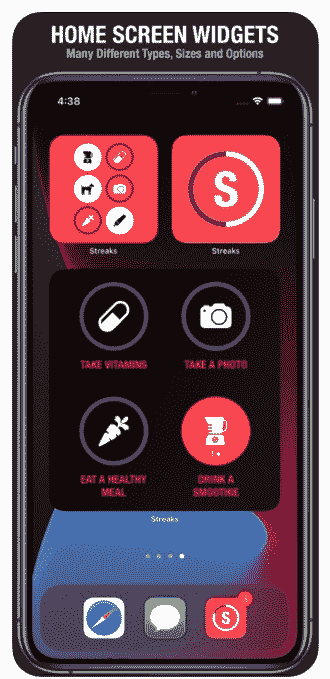 HOME SCREEN WIDGETS
Many Different Types, Sizes and Options
4:38
S
Streaks
Streaks
TAKE VITAMINS
TAKE A PHOTO
EAT A HEALTHY
MEAL
DRINK A
SMOOTHIE
Streaks
S